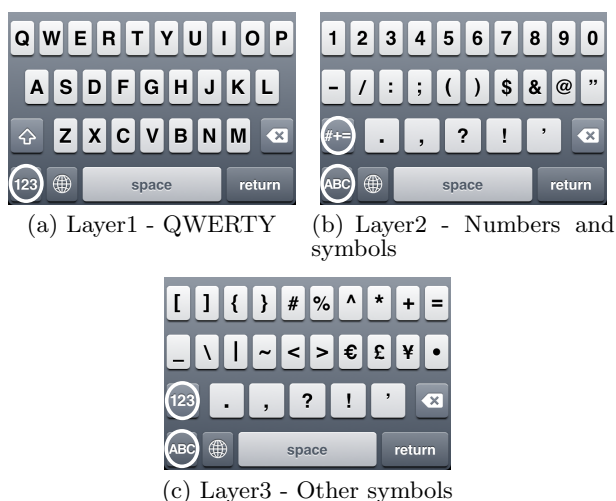 Q W E R T Y U I O P
A S D F G H J K L
Z X C V B N M
123 space return
(a) Layer1 - QWERTY
1 2 3 4 5 6 7 8 9 0
- / : ; ( ) $ & @ ”
#+= . , ? ! ’
ABC space return
(b) Layer2 - Numbers and
symbols
[ ] { } # % ^ * + =
_ \ | ~ < > € £ ¥ •
123 . , ? ! ’
ABC space return
(c) Layer3 - Other symbols